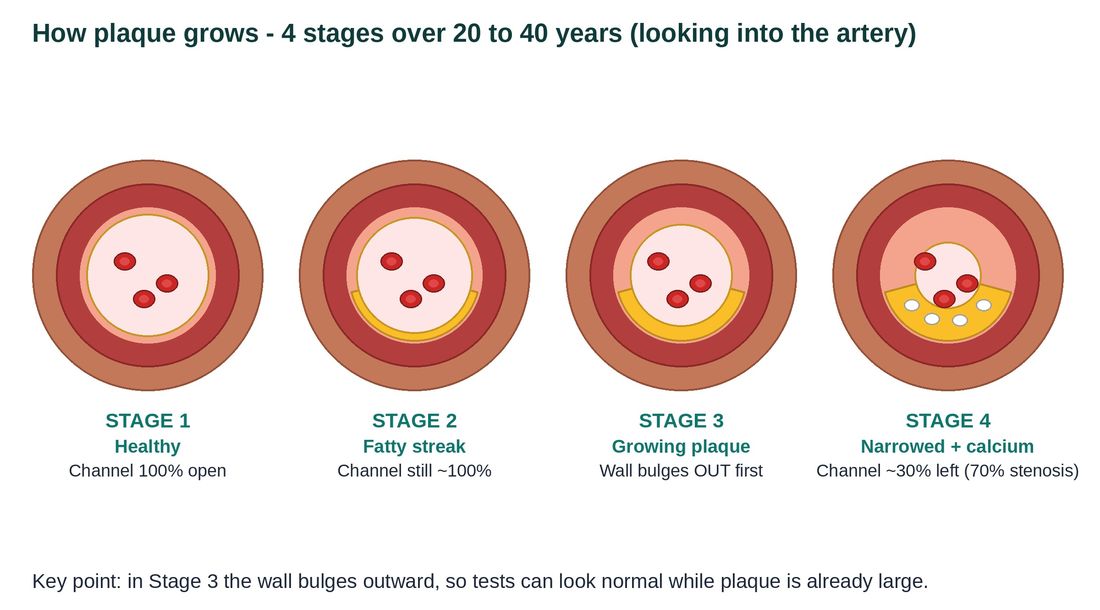 How plaque grows - 4 stages over 20 to 40 years (looking into the artery)
STAGE 1
Healthy
Channel 100% open
STAGE 2
Fatty streak
Channel still ~100%
STAGE 3
Growing plaque
Wall bulges OUT first
STAGE 4
Narrowed + calcium
Channel ~30% left (70% stenosis)
Key point: in Stage 3 the wall bulges outward, so tests can look normal while plaque is already large.